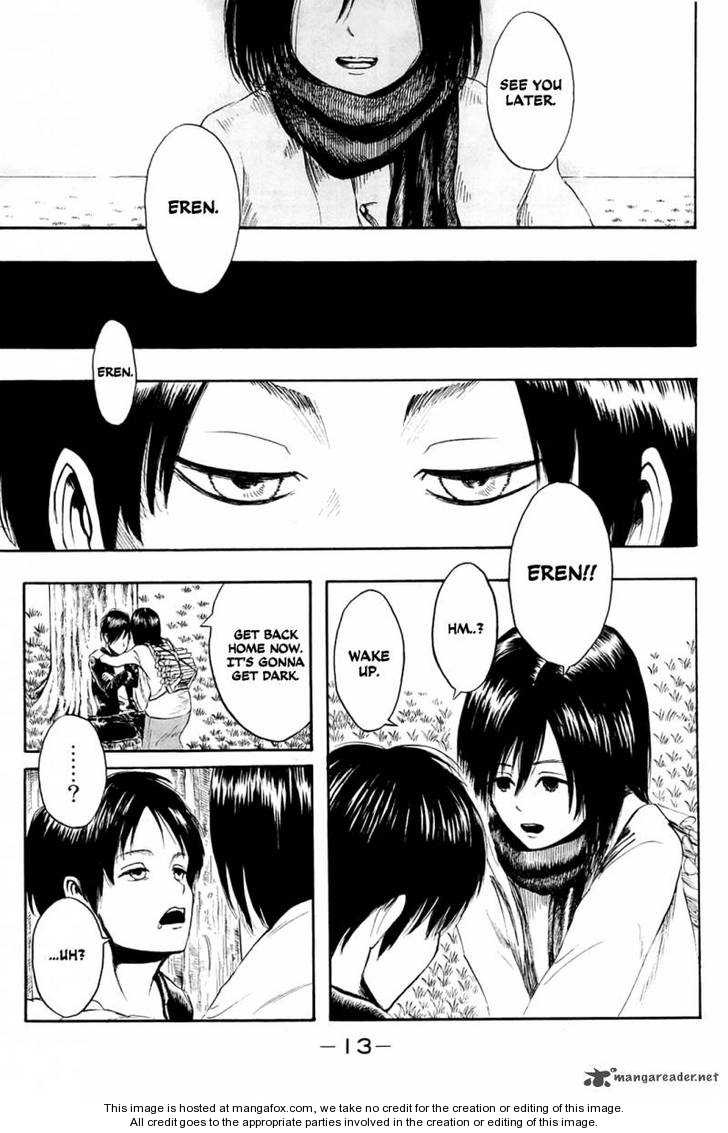 SEE YOU
LATER.
EREN.
EREN.
EREN!!
HM..?
WAKE
UP.
GET BACK
HOME NOW.
IT'S GONNA
GET DARK.
......?
...UH?
—13—
mangareader.net
This image is hosted at mangafox.com, we take no credit for the creation or editing of this image.
All credit goes to the appropriate parties involved in the creation or editing of this image.